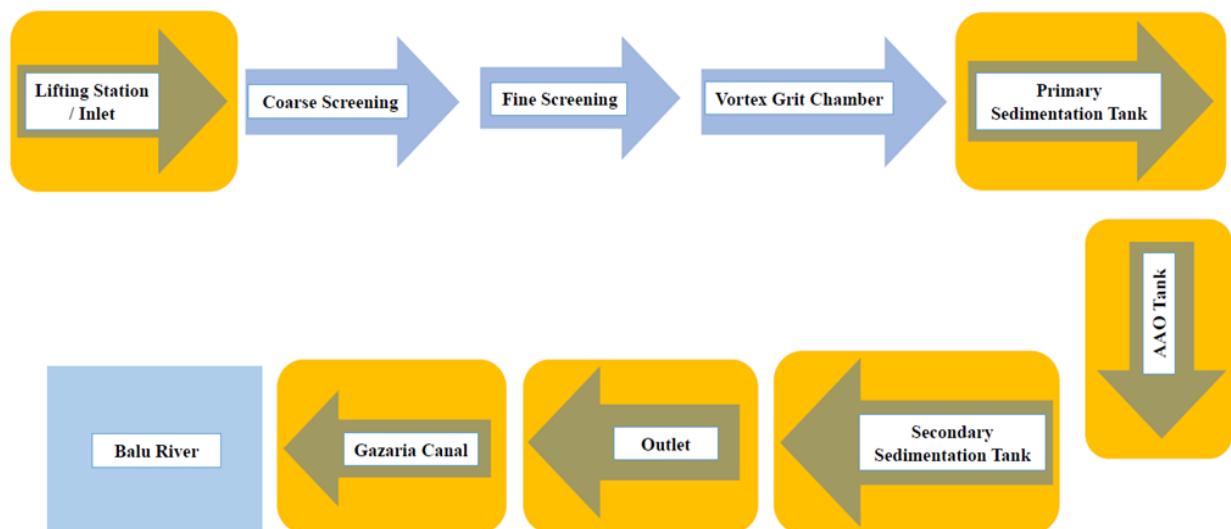 Lifting Station
/ Inlet
Coarse Screening
Fine Screening
Vortex Grit Chamber
Primary
Sedimentation Tank
AAO Tank
Secondary
Sedimentation Tank
Outlet
Gazaria Canal
Balu River